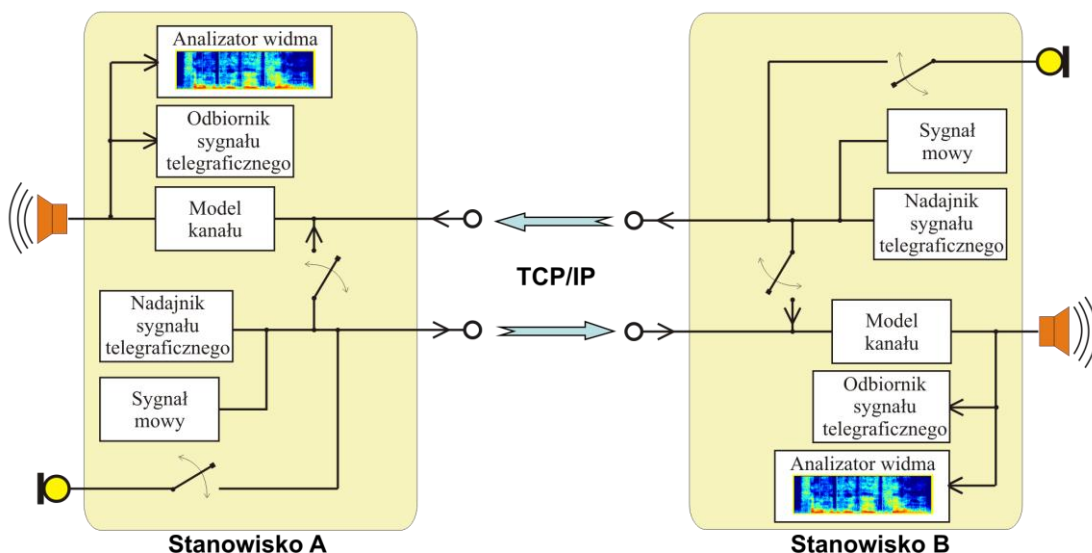 Analizator widma
Odbiornik
sygnału
telegraficznego
Model
kanału
Nadajnik
sygnału
telegraficznego
Sygnał
mowy
Stanowisko A
TCP/IP
Sygnał
mowy
Nadajnik
sygnału
telegraficznego
Model
kanału
Odbiornik
sygnału
telegraficznego
Analizator widma
Stanowisko B